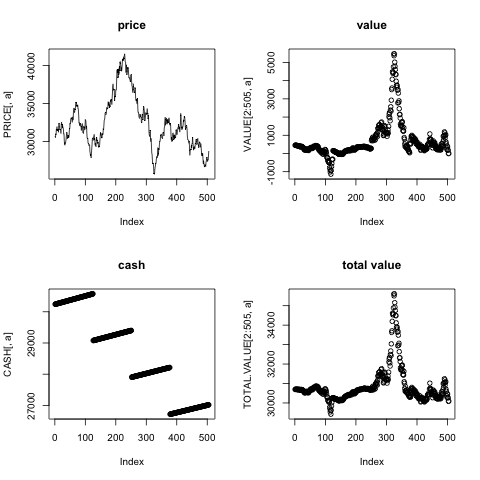 price
PRICE[, a]
30000 35000 40000
0 100 200 300 400 500
Index
value
VALUE[2:505, a]
-1000 1000 3000 5000
0 100 200 300 400 500
Index
cash
CASH[, a]
27000 29000
0 100 200 300 400 500
Index
total value
TOTAL.VALUE[2:505, a]
30000 32000 34000
0 100 200 300 400 500
Index